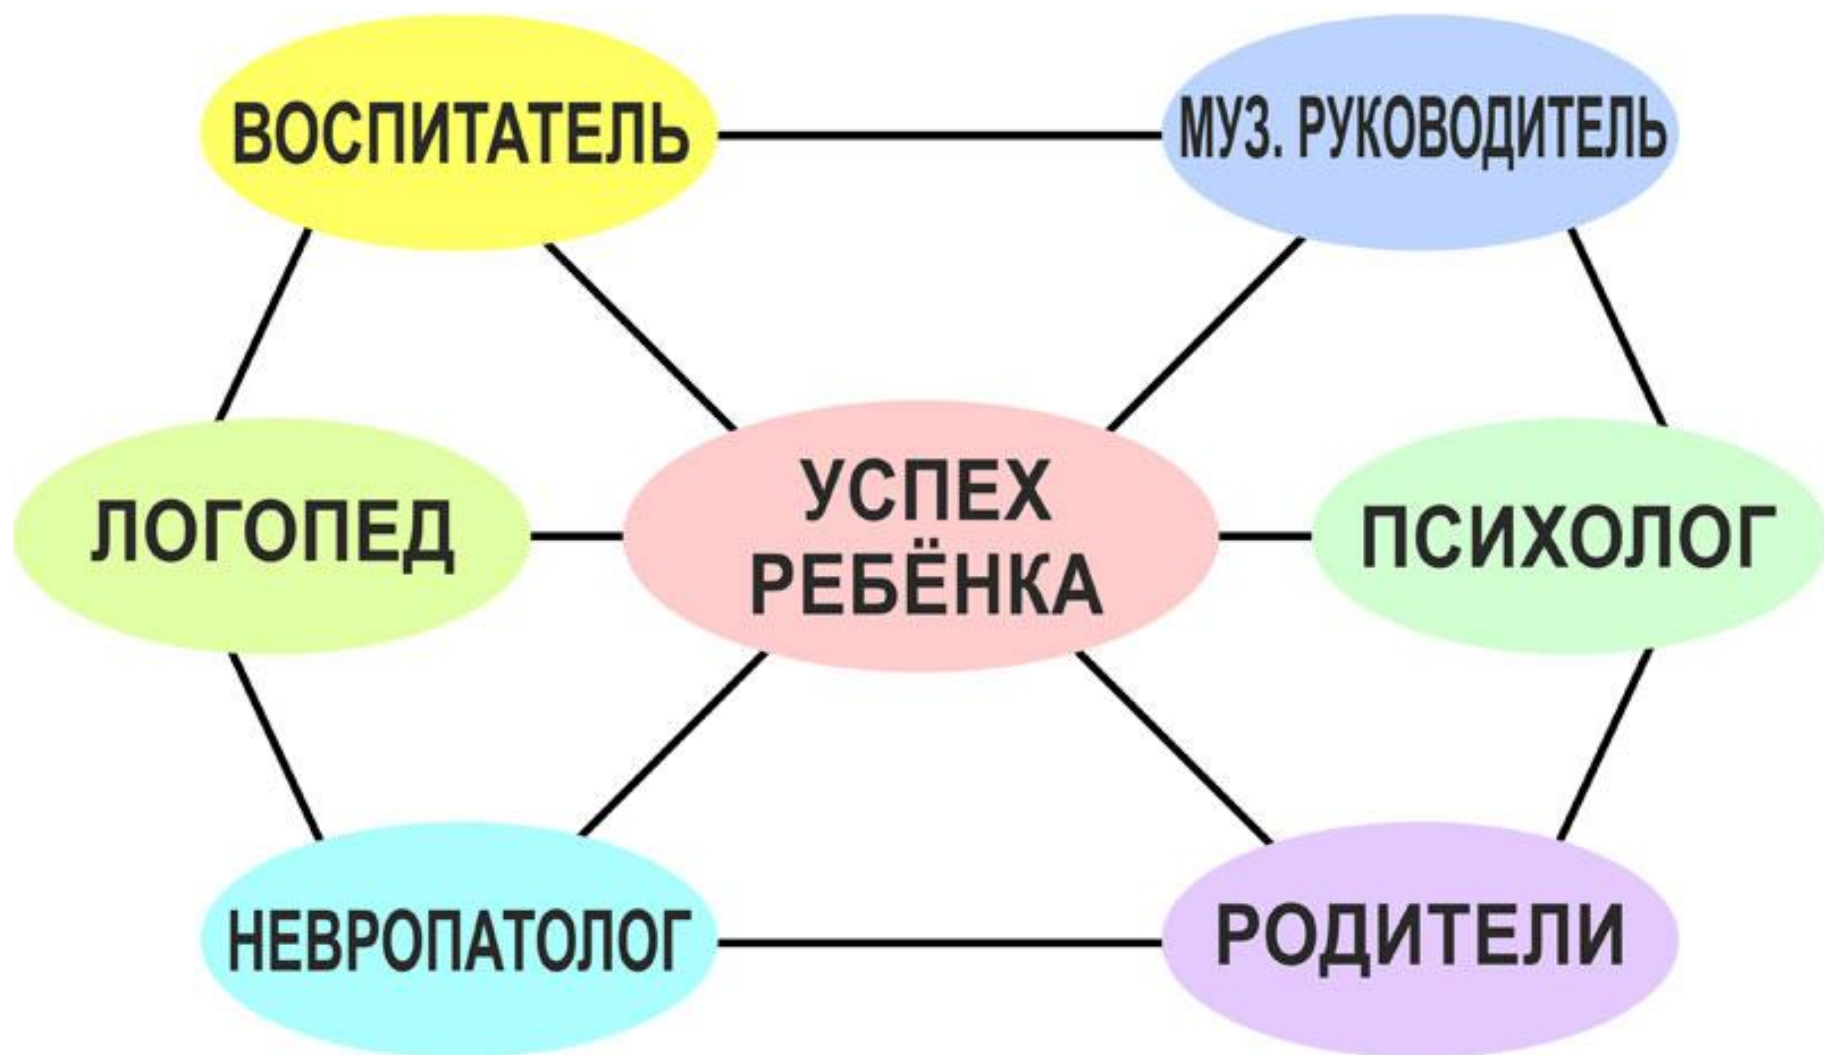 ВОСПИТАТЕЛЬ
МУЗ. РУКОВОДИТЕЛЬ
ЛОГОПЕД
УСПЕХ
РЕБЁНКА
ПСИХОЛОГ
НЕВРОПАТОЛОГ
РОДИТЕЛИ